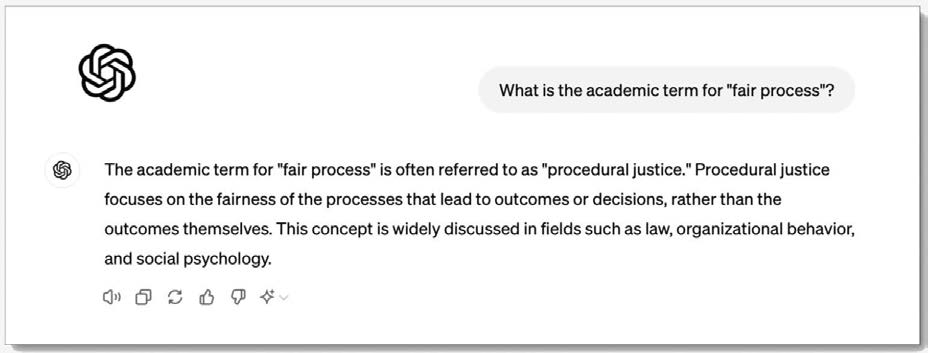 What is the academic term for "fair process"?
The academic term for "fair process" is often referred to as "procedural justice." Procedural justice
focuses on the fairness of the processes that lead to outcomes or decisions, rather than the
outcomes themselves. This concept is widely discussed in fields such as law, organizational behavior,
and social psychology.